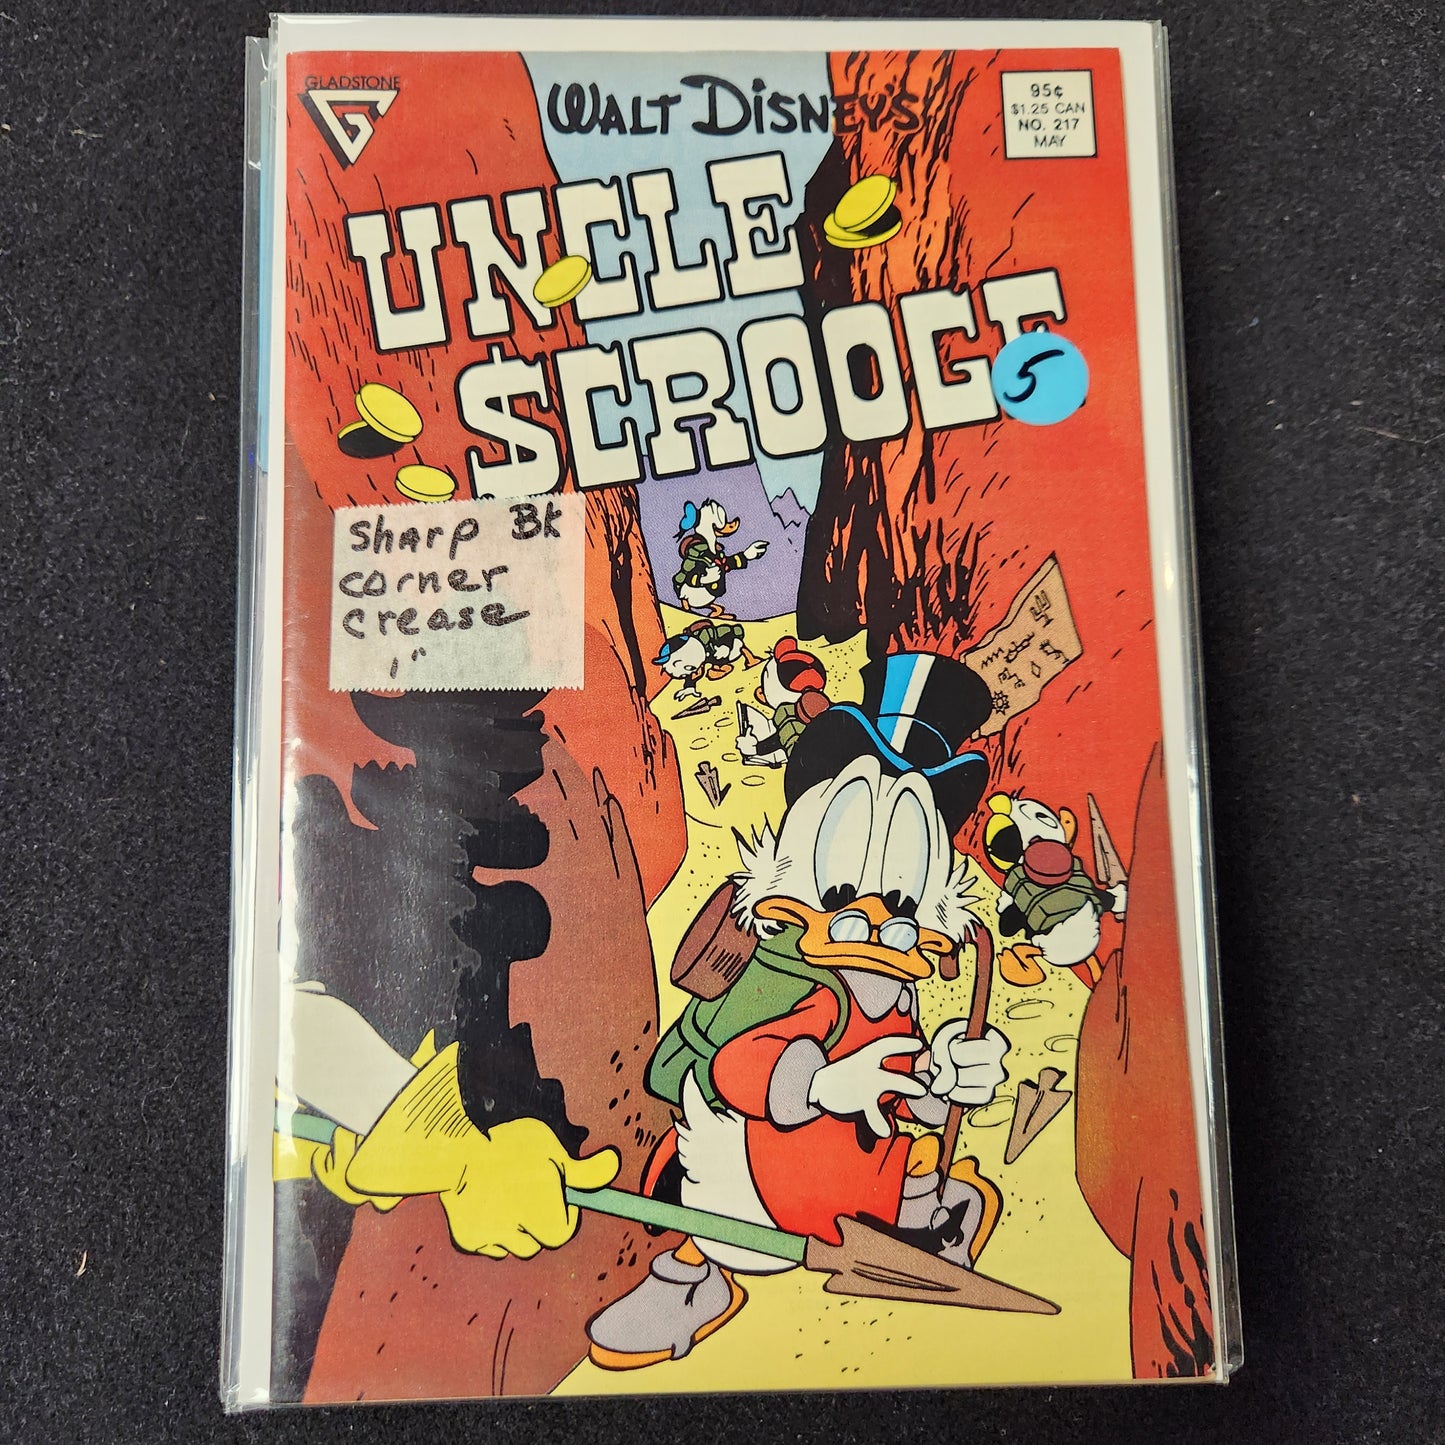 GLADSTONE
WALT DISNEY'S
95¢
$1.25 CAN
NO. 217
MAY
UNCLE
$CROOGE
5
Sharp Bk
corner
crease
1"